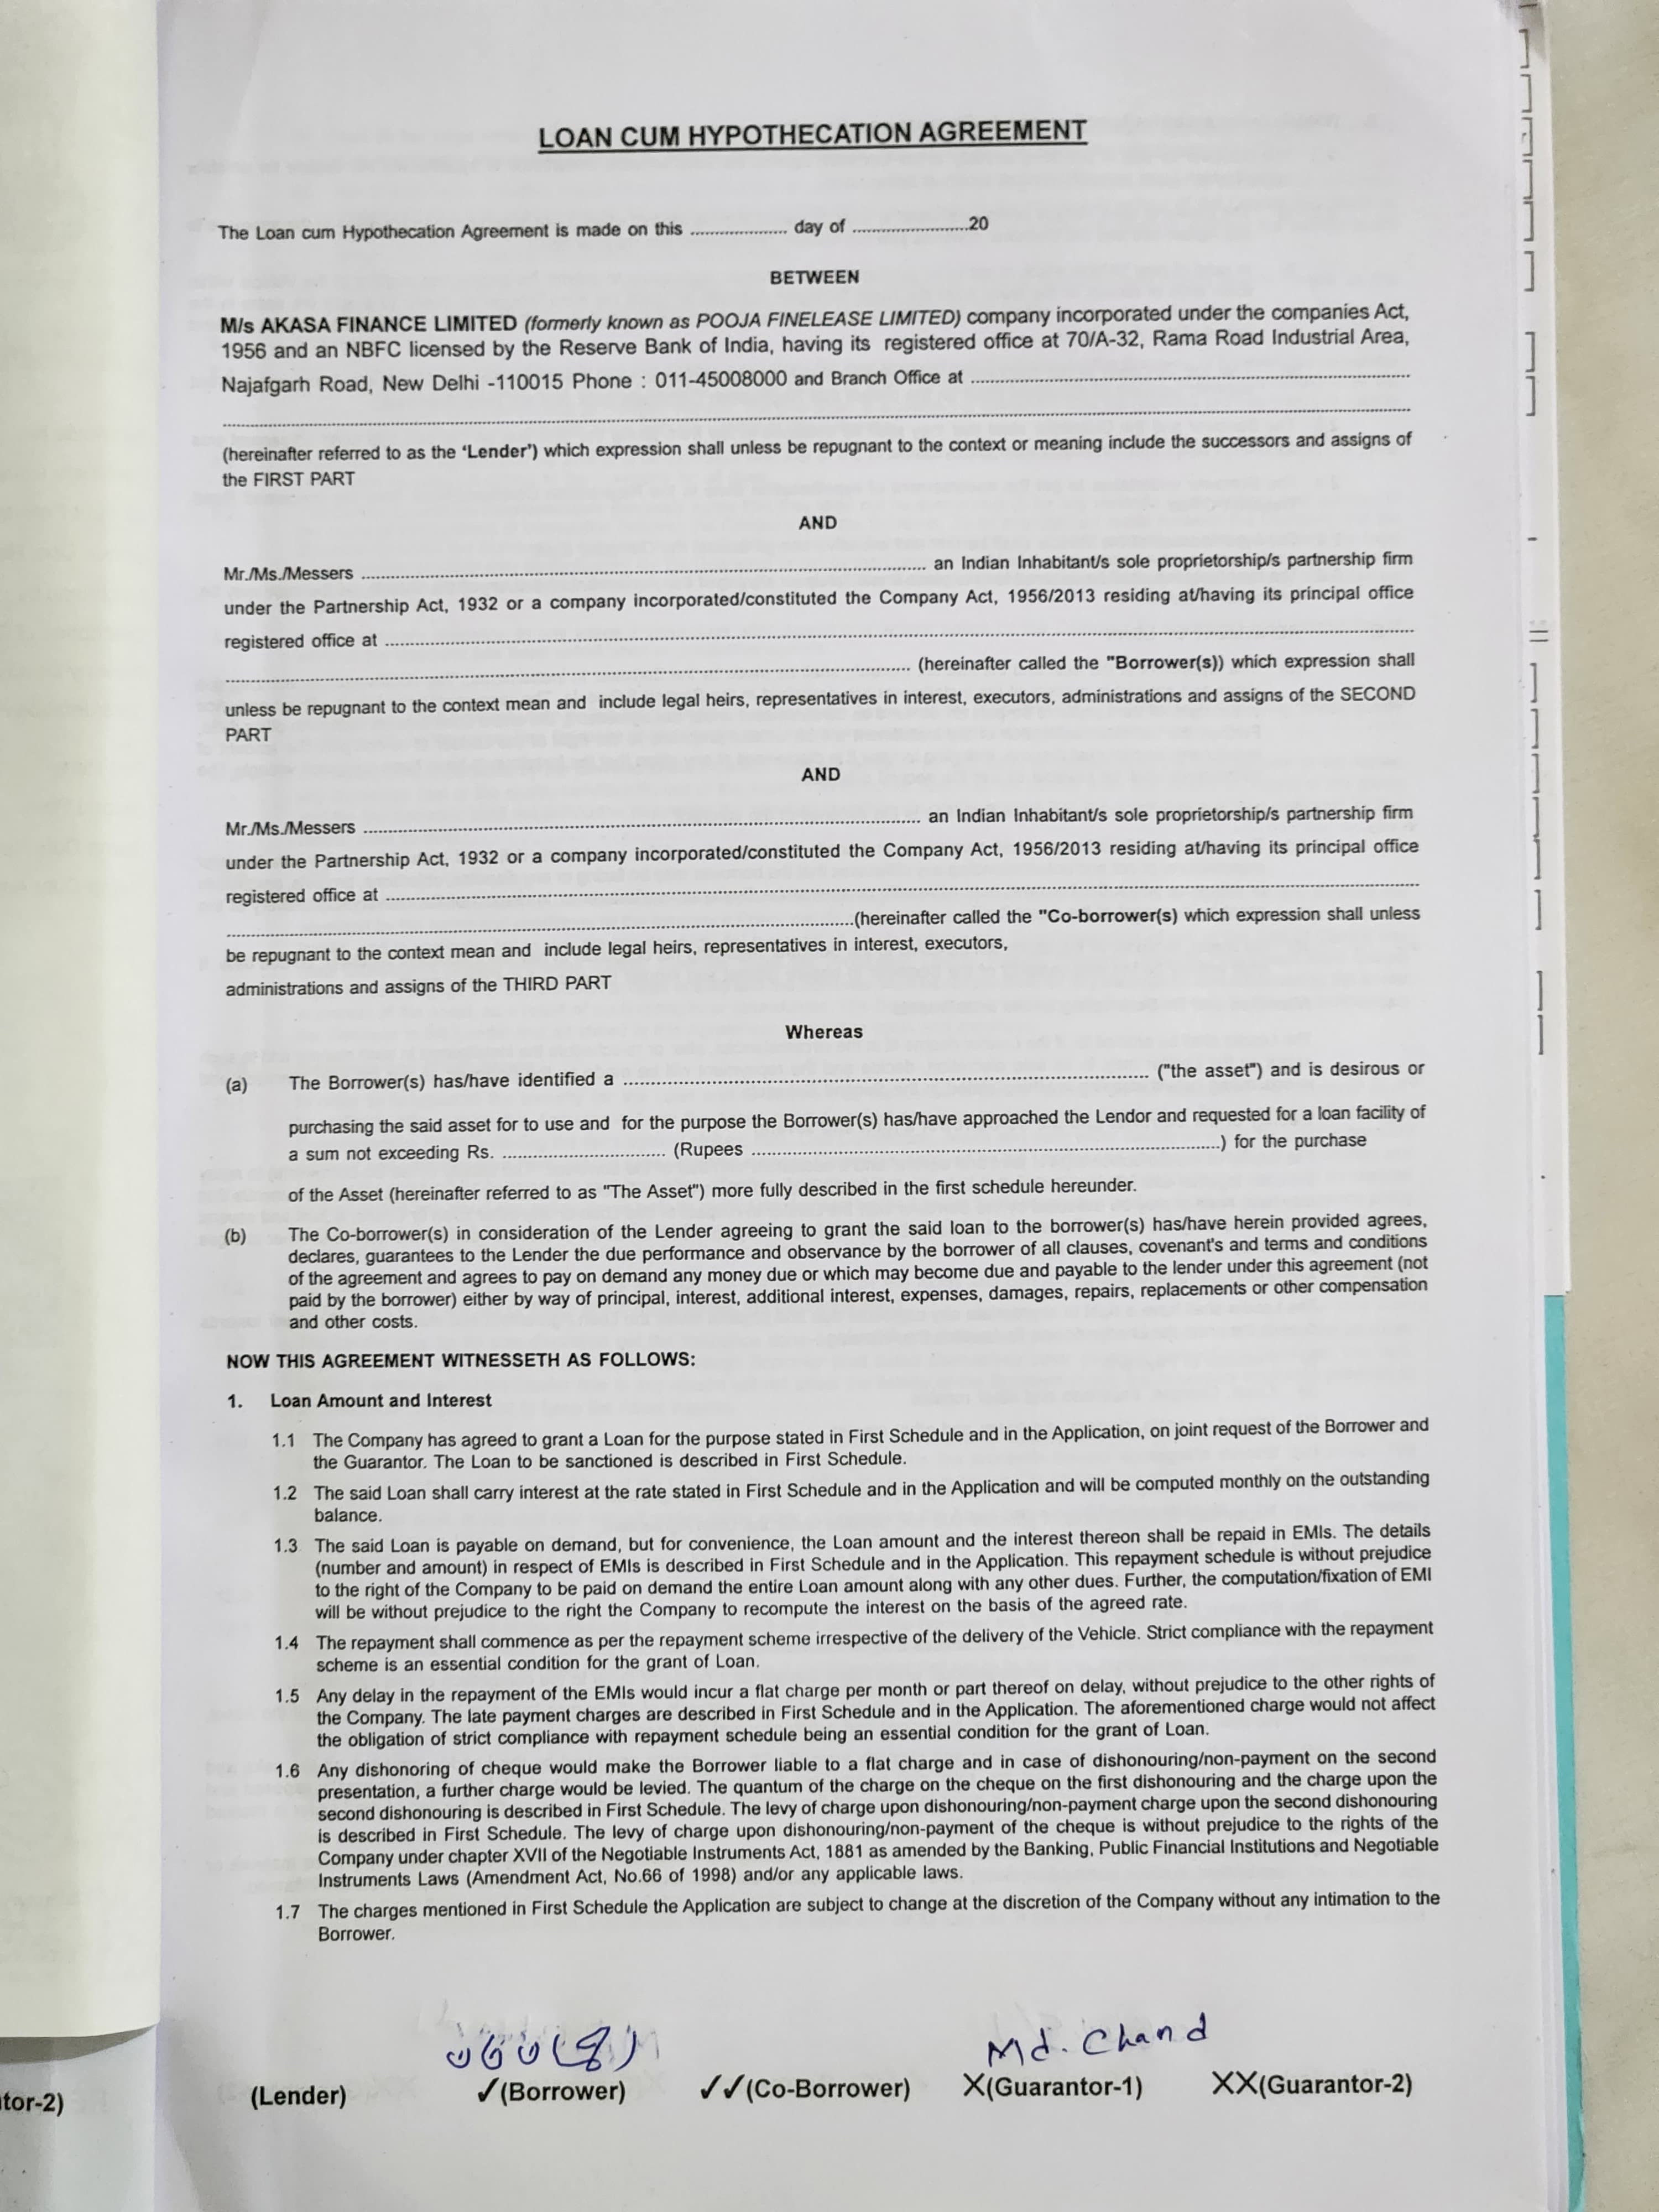 LOAN CUM HYPOTHECATION AGREEMENT
The Loan cum Hypothecation Agreement is made on this .................... day of ........................20
BETWEEN
M/s AKASA FINANCE LIMITED (formerly known as POOJA FINELEASE LIMITED) company incorporated under the companies Act,
1956 and an NBFC licensed by the Reserve Bank of India, having its registered office at 70/A-32, Rama Road Industrial Area,
Najafgarh Road, New Delhi -110015 Phone : 011-45008000 and Branch Office at ....................
....................
(hereinafter referred to as the 'Lender') which expression shall unless be repugnant to the context or meaning include the successors and assigns of
the FIRST PART
AND
Mr./Ms./Messers .................... an Indian Inhabitant/s sole proprietorship/s partnership firm
under the Partnership Act, 1932 or a company incorporated/constituted the Company Act, 1956/2013 residing at/having its principal office
registered office at ....................
.................... (hereinafter called the "Borrower(s)) which expression shall
unless be repugnant to the context mean and include legal heirs, representatives in interest, executors, administrations and assigns of the SECOND
PART
AND
Mr./Ms./Messers .................... an Indian Inhabitant/s sole proprietorship/s partnership firm
under the Partnership Act, 1932 or a company incorporated/constituted the Company Act, 1956/2013 residing at/having its principal office
registered office at ....................
....................(hereinafter called the "Co-borrower(s) which expression shall unless
be repugnant to the context mean and include legal heirs, representatives in interest, executors,
administrations and assigns of the THIRD PART
Whereas
(a) The Borrower(s) has/have identified a .................... ("the asset") and is desirous or
purchasing the said asset for to use and for the purpose the Borrower(s) has/have approached the Lendor and requested for a loan facility of
a sum not exceeding Rs. .................... (Rupees ....................) for the purchase
of the Asset (hereinafter referred to as "The Asset") more fully described in the first schedule hereunder.
(b) The Co-borrower(s) in consideration of the Lender agreeing to grant the said loan to the borrower(s) has/have herein provided agrees,
declares, guarantees to the Lender the due performance and observance by the borrower of all clauses, covenant's and terms and conditions
of the agreement and agrees to pay on demand any money due or which may become due and payable to the lender under this agreement (not
paid by the borrower) either by way of principal, interest, additional interest, expenses, damages, repairs, replacements or other compensation
and other costs.
NOW THIS AGREEMENT WITNESSETH AS FOLLOWS:
1. Loan Amount and Interest
1.1 The Company has agreed to grant a Loan for the purpose stated in First Schedule and in the Application, on joint request of the Borrower and
the Guarantor. The Loan to be sanctioned is described in First Schedule.
1.2 The said Loan shall carry interest at the rate stated in First Schedule and in the Application and will be computed monthly on the outstanding
balance.
1.3 The said Loan is payable on demand, but for convenience, the Loan amount and the interest thereon shall be repaid in EMIs. The details
(number and amount) in respect of EMIs is described in First Schedule and in the Application. This repayment schedule is without prejudice
to the right of the Company to be paid on demand the entire Loan amount along with any other dues. Further, the computation/fixation of EMI
will be without prejudice to the right the Company to recompute the interest on the basis of the agreed rate.
1.4 The repayment shall commence as per the repayment scheme irrespective of the delivery of the Vehicle. Strict compliance with the repayment
scheme is an essential condition for the grant of Loan.
1.5 Any delay in the repayment of the EMIs would incur a flat charge per month or part thereof on delay, without prejudice to the other rights of
the Company. The late payment charges are described in First Schedule and in the Application. The aforementioned charge would not affect
the obligation of strict compliance with repayment schedule being an essential condition for the grant of Loan.
1.6 Any dishonoring of cheque would make the Borrower liable to a flat charge and in case of dishonouring/non-payment on the second
presentation, a further charge would be levied. The quantum of the charge on the cheque on the first dishonouring and the charge upon the
second dishonouring is described in First Schedule. The levy of charge upon dishonouring/non-payment charge upon the second dishonouring
is described in First Schedule. The levy of charge upon dishonouring/non-payment of the cheque is without prejudice to the rights of the
Company under chapter XVII of the Negotiable Instruments Act, 1881 as amended by the Banking, Public Financial Institutions and Negotiable
Instruments Laws (Amendment Act, No.66 of 1998) and/or any applicable laws.
1.7 The charges mentioned in First Schedule the Application are subject to change at the discretion of the Company without any intimation to the
Borrower.
Md. Chand
tor-2) (Lender) ✓(Borrower) ✓✓(Co-Borrower) X(Guarantor-1) XX(Guarantor-2)